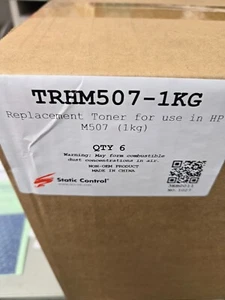 TRHM507-1KG
Replacement Toner for use in HP
M507 (1kg)
QTY 6
Warning: May form combustible
dust concentrations in air.
NON-OEM PRODUCT
MADE IN CHINA
Static Control®